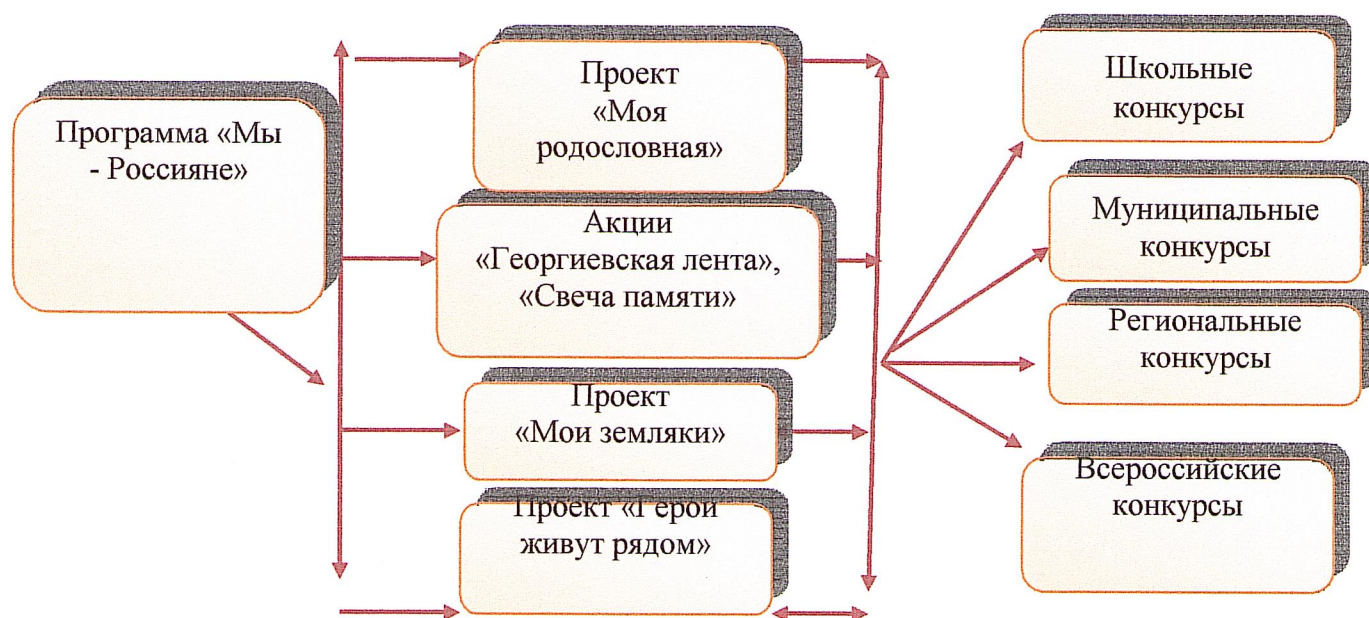 Программа «Мы
- Россияне»
Проект
«Моя
родословная»
Акции
«Георгиевская лента»,
«Свеча памяти»
Проект
«Мои земляки»
Проект «Герои
живут рядом»
Школьные
конкурсы
Муниципальные
конкурсы
Региональные
конкурсы
Всероссийские
конкурсы